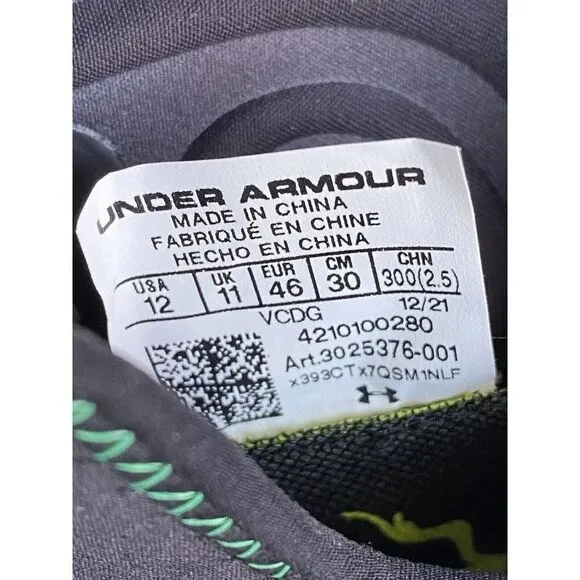 UNDER ARMOUR
MADE IN CHINA
FABRIQUÉ EN CHINE
HECHO EN CHINA
USA UK EUR CM CHN
12 11 46 30 300(2.5)
VCDG 12/21
4210100280
Art.3025376-001
x393CTx7QSM1NLF